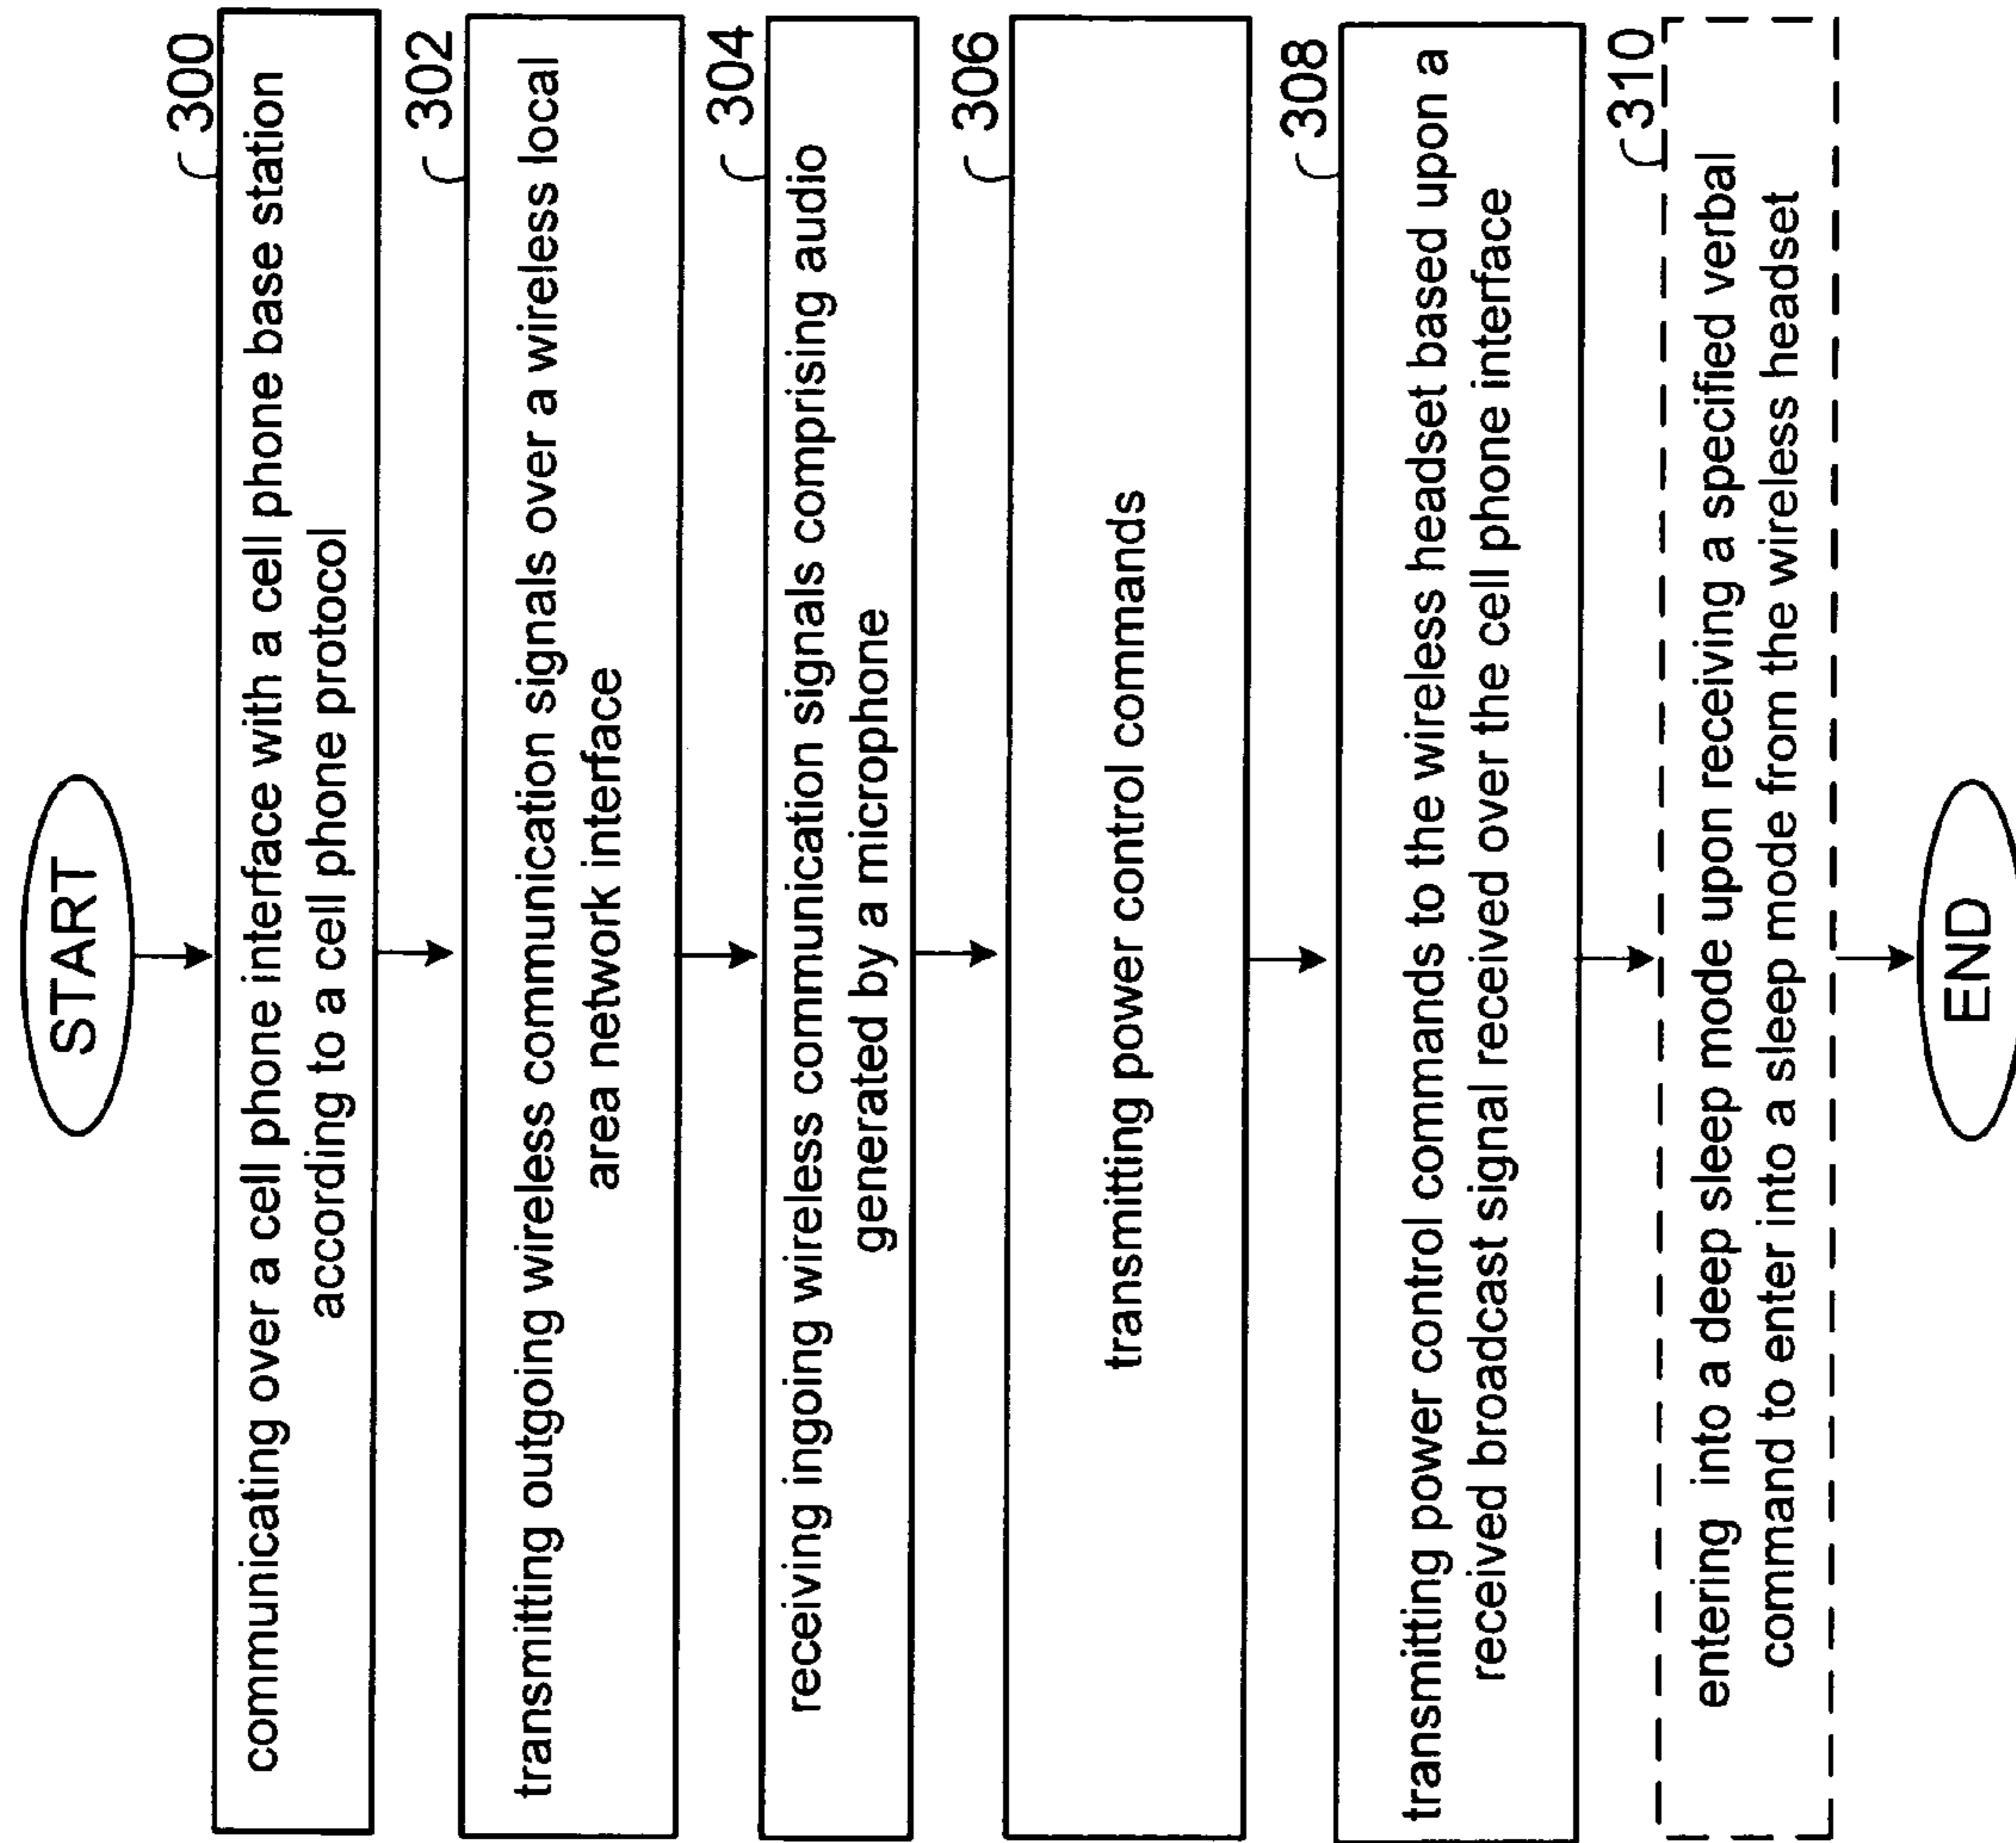 START
300
communicating over a cell phone interface with a cell phone base station
according to a cell phone protocol
302
transmitting outgoing wireless communication signals over a wireless local
area network interface
304
receiving ingoing wireless communication signals comprising audio
generated by a microphone
306
transmitting power control commands
308
transmitting power control commands to the wireless headset based upon a
received broadcast signal received over the cell phone interface
310
entering into a deep sleep mode upon receiving a specified verbal
command to enter into a sleep mode from the wireless headset
END